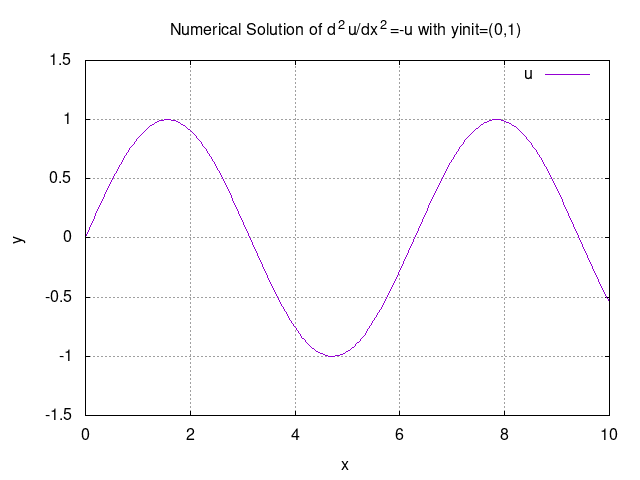 Numerical Solution of d²u/dx²=-u with yinit=(0,1)
u
1.5
1
0.5
0
-0.5
-1
-1.5
y
0 2 4 6 8 10
x